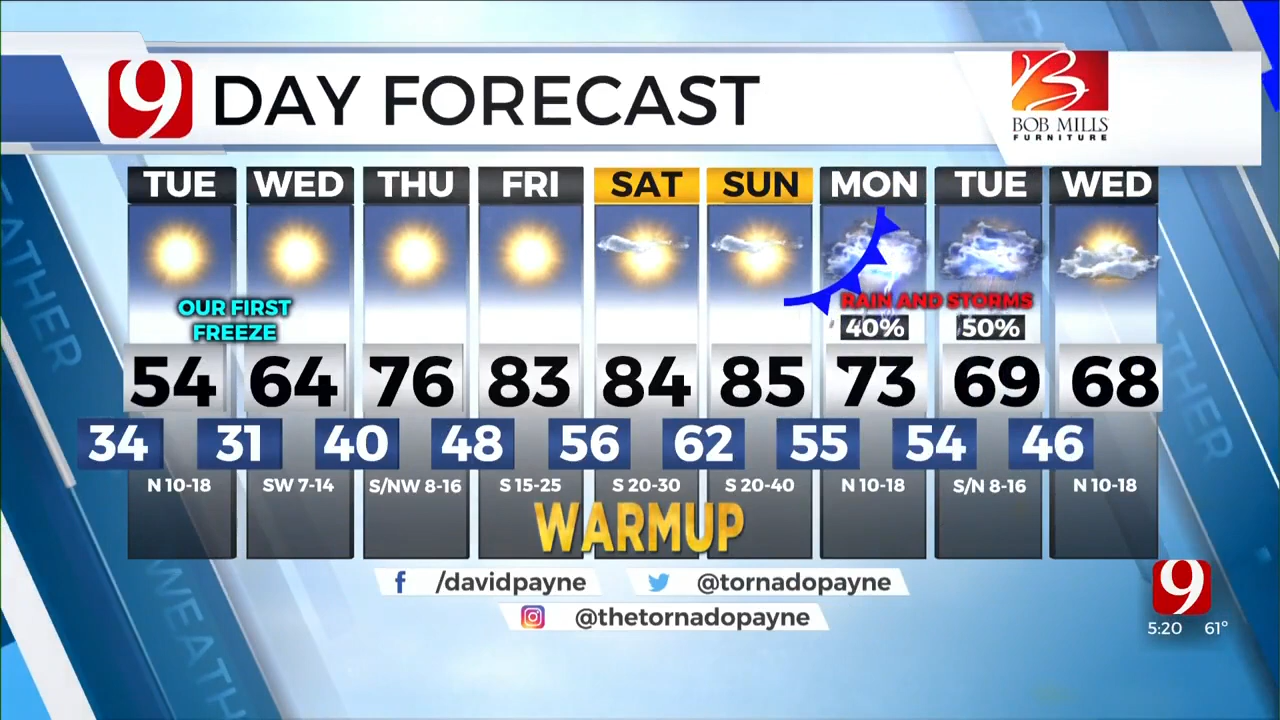 9 DAY FORECAST
BOB MILLS
FURNITURE
TUE WED THU FRI SAT SUN MON TUE WED
OUR FIRST
FREEZE
RAIN AND STORMS
40% 50%
54 64 76 83 84 85 73 69 68
34 31 40 48 56 62 55 54 46
N 10-18 SW 7-14 S/NW 8-16 S 15-25 S 20-30 S 20-40 N 10-18 S/N 8-16 N 10-18
WARMUP
/davidpayne @tornadopayne
@thetornadopayne
9
5:20 61°
EATHER
WEATH
WEATHER